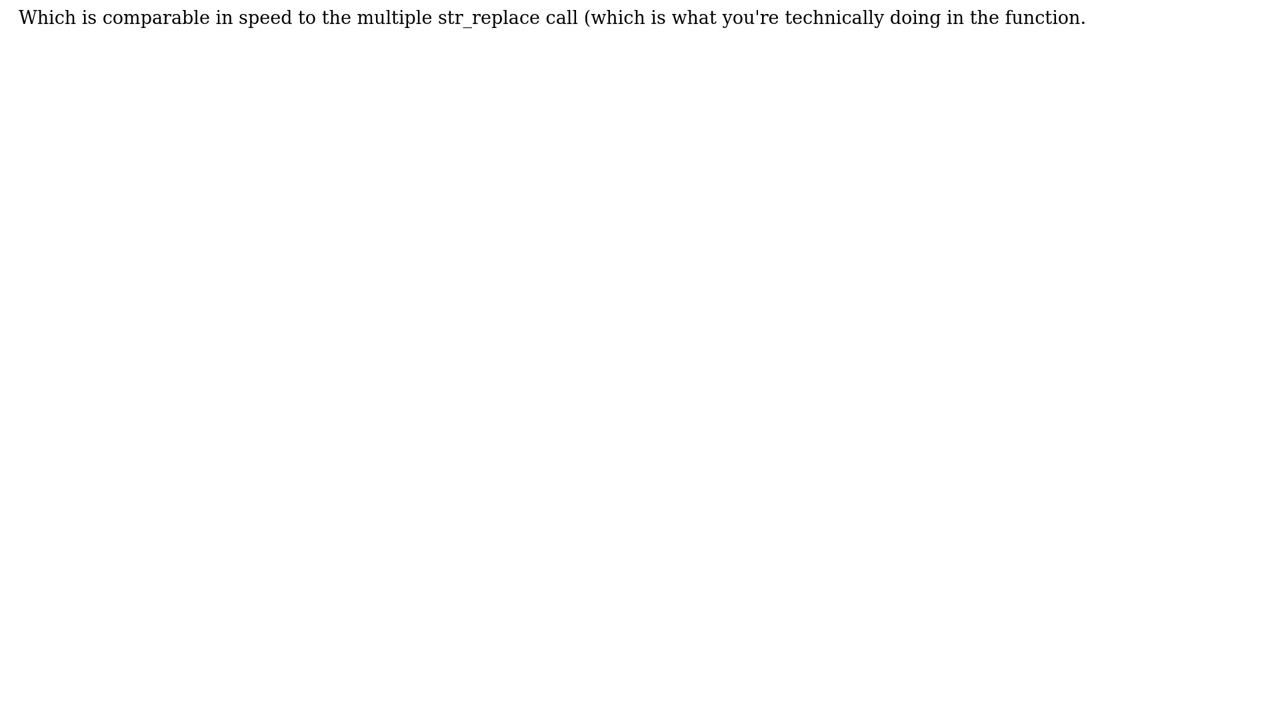 Which is comparable in speed to the multiple str_replace call (which is what you're technically doing in the function.